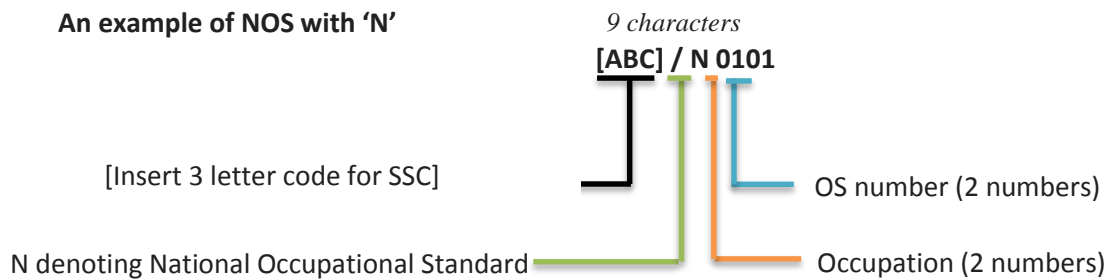 An example of NOS with ‘N’
9 characters
[ABC] / N 0101
[Insert 3 letter code for SSC]
OS number (2 numbers)
N denoting National Occupational Standard
Occupation (2 numbers)